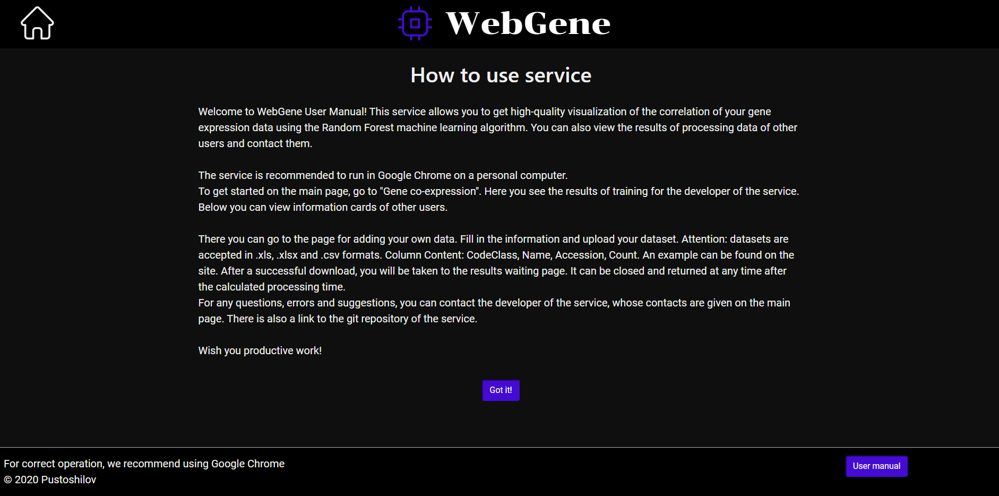 WebGene
How to use service
Welcome to WebGene User Manual! This service allows you to get high-quality visualization of the correlation of your gene
expression data using the Random Forest machine learning algorithm. You can also view the results of processing data of other
users and contact them.
The service is recommended to run in Google Chrome on a personal computer.
To get started on the main page, go to "Gene co-expression". Here you see the results of training for the developer of the service.
Below you can view information cards of other users.
There you can go to the page for adding your own data. Fill in the information and upload your dataset. Attention: datasets are
accepted in .xls, .xlsx and .csv formats. Column Content: CodeClass, Name, Accession, Count. An example can be found on the
site. After a successful download, you will be taken to the results waiting page. It can be closed and returned at any time after
the calculated processing time.
For any questions, errors and suggestions, you can contact the developer of the service, whose contacts are given on the main
page. There is also a link to the git repository of the service.
Wish you productive work!
Got it!
For correct operation, we recommend using Google Chrome
© 2020 Pustoshilov
User manual